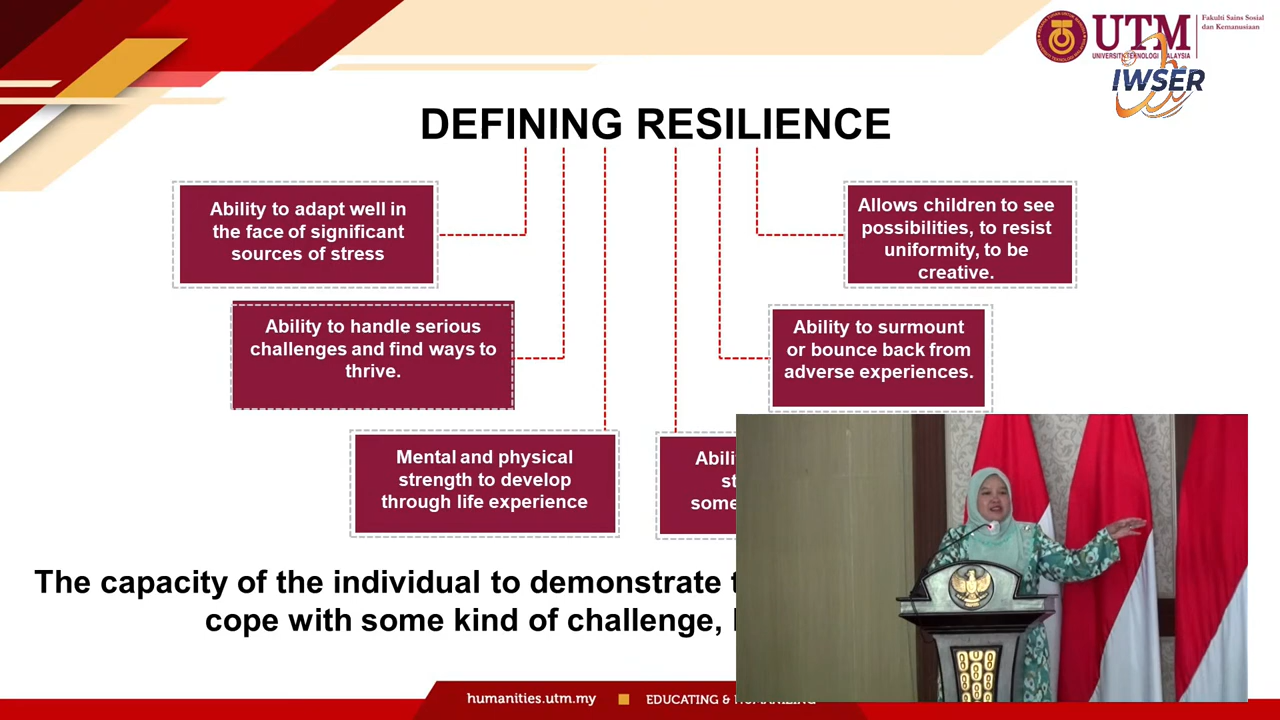 UTM
UNIVERSITI TEKNOLOGI MALAYSIA
Fakulti Sains Sosial
dan Kemanusiaan
IWSER
DEFINING RESILIENCE
Ability to adapt well in
the face of significant
sources of stress
Allows children to see
possibilities, to resist
uniformity, to be
creative.
Ability to handle serious
challenges and find ways to
thrive.
Ability to surmount
or bounce back from
adverse experiences.
Mental and physical
strength to develop
through life experience
some
The capacity of the individual to demonstrate
cope with some kind of challenge,
humanities.utm.my
EDUCATING & HUMANIZING